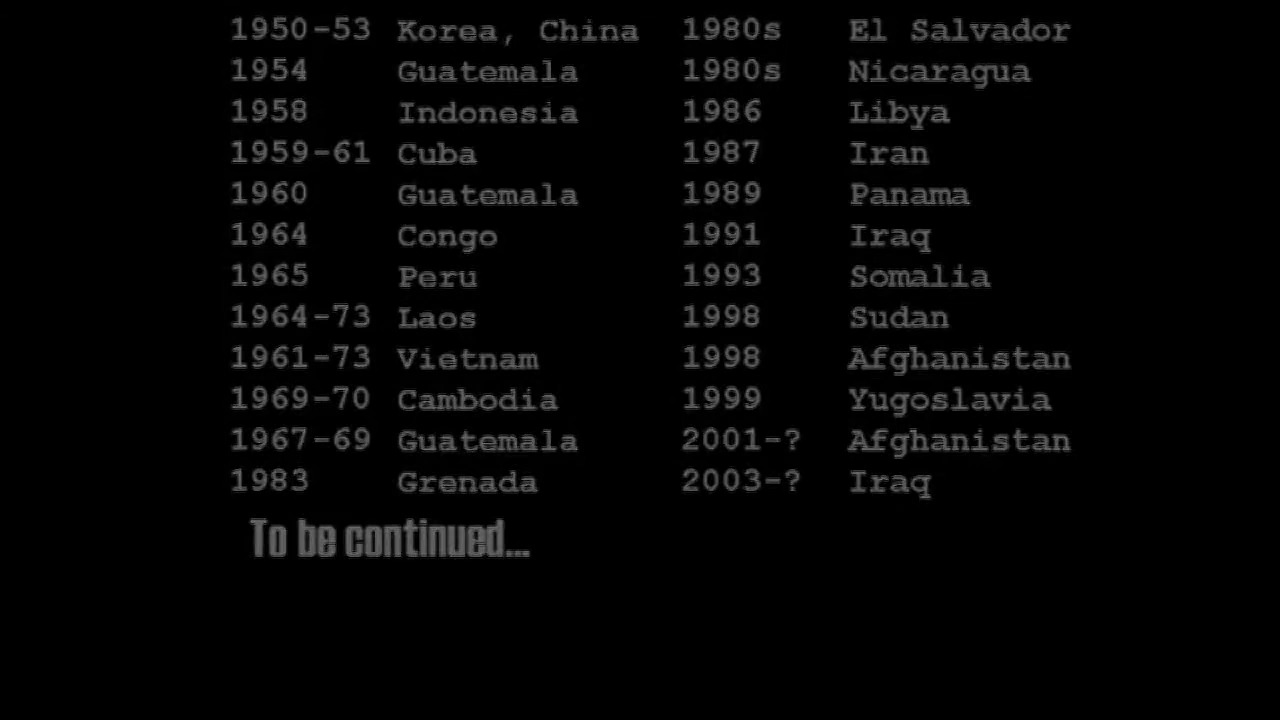 1950-53 Korea, China 1980s El Salvador
1954 Guatemala 1980s Nicaragua
1958 Indonesia 1986 Libya
1959-61 Cuba 1987 Iran
1960 Guatemala 1989 Panama
1964 Congo 1991 Iraq
1965 Peru 1993 Somalia
1964-73 Laos 1998 Sudan
1961-73 Vietnam 1998 Afghanistan
1969-70 Cambodia 1999 Yugoslavia
1967-69 Guatemala 2001-? Afghanistan
1983 Grenada 2003-? Iraq
To be continued...